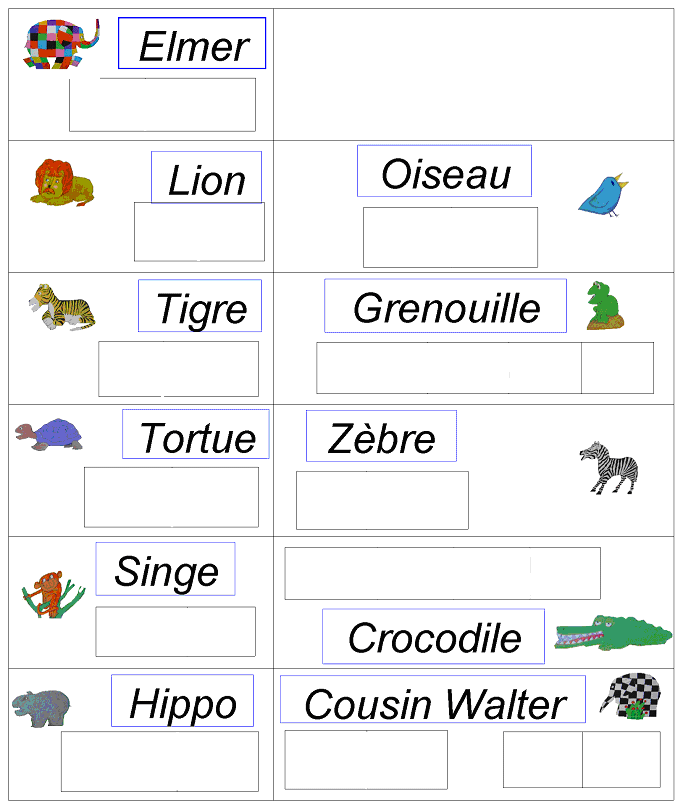 Elmer
Lion
Oiseau
Tigre
Grenouille
Tortue
Zèbre
Singe
Crocodile
Hippo
Cousin Walter